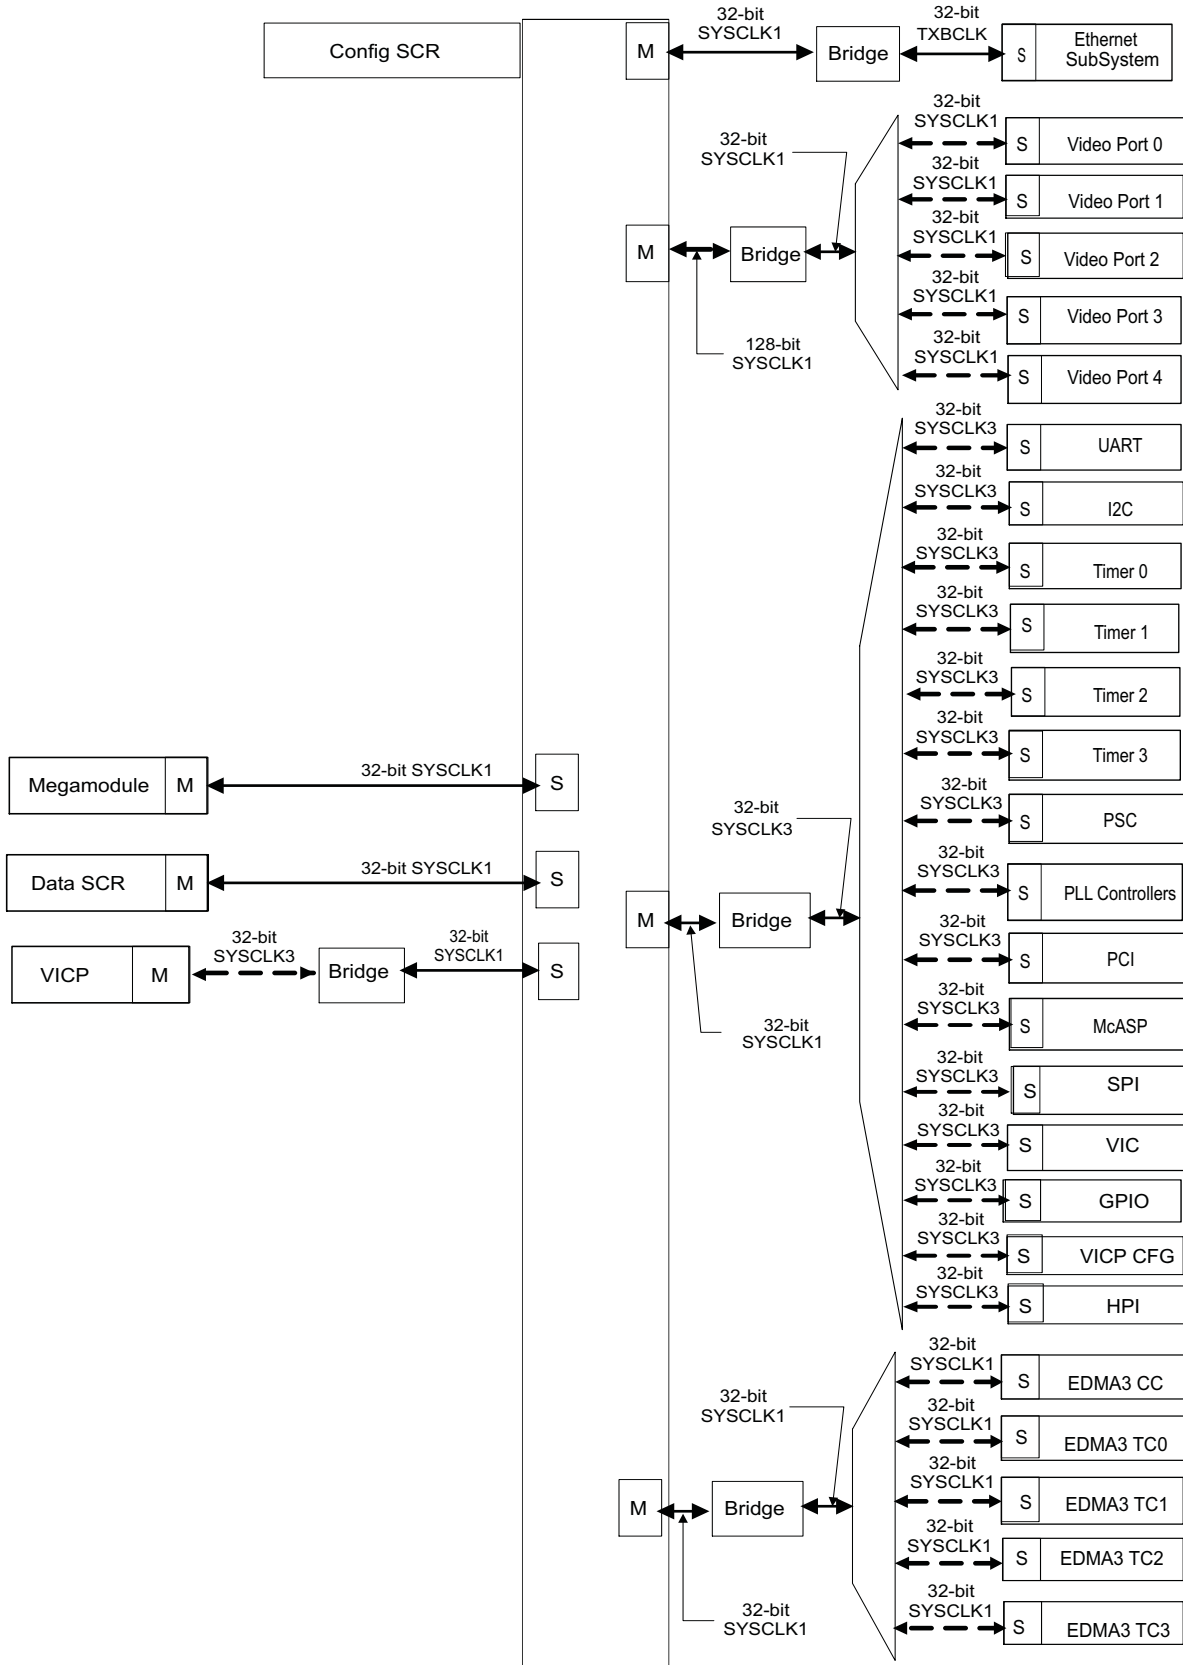 Config SCR
M
32-bit
SYSCLK1
Bridge
32-bit
TXBCLK
S
Ethernet
SubSystem
32-bit
SYSCLK1
M
128-bit
SYSCLK1
Bridge
32-bit
SYSCLK1
S
Video Port 0
32-bit
SYSCLK1
S
Video Port 1
32-bit
SYSCLK1
S
Video Port 2
32-bit
SYSCLK1
S
Video Port 3
32-bit
SYSCLK1
S
Video Port 4
32-bit
SYSCLK3
S
UART
32-bit
SYSCLK3
S
I2C
32-bit
SYSCLK3
S
Timer 0
32-bit
SYSCLK3
S
Timer 1
32-bit
SYSCLK3
S
Timer 2
32-bit
SYSCLK3
S
Timer 3
Megamodule
M
32-bit SYSCLK1
S
Data SCR
M
32-bit SYSCLK1
S
VICP
M
32-bit
SYSCLK3
Bridge
32-bit
SYSCLK1
S
M
32-bit
SYSCLK1
Bridge
32-bit
SYSCLK3
32-bit
SYSCLK3
S
PSC
32-bit
SYSCLK3
S
PLL Controllers
32-bit
SYSCLK3
S
PCI
32-bit
SYSCLK3
S
McASP
32-bit
SYSCLK3
S
SPI
32-bit
SYSCLK3
S
VIC
32-bit
SYSCLK3
S
GPIO
32-bit
SYSCLK3
S
VICP CFG
32-bit
SYSCLK3
S
HPI
M
32-bit
SYSCLK1
Bridge
32-bit
SYSCLK1
32-bit
SYSCLK1
S
EDMA3 CC
32-bit
SYSCLK1
S
EDMA3 TC0
32-bit
SYSCLK1
S
EDMA3 TC1
32-bit
SYSCLK1
S
EDMA3 TC2
32-bit
SYSCLK1
S
EDMA3 TC3